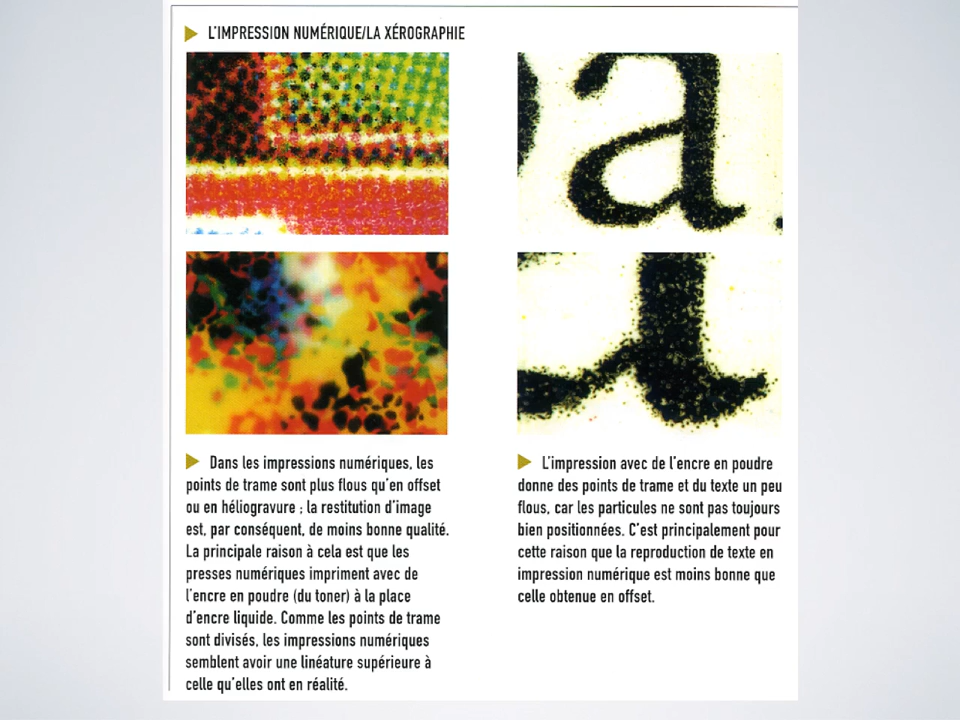 L'IMPRESSION NUMÉRIQUE/LA XÉROGRAPHIE
a
Dans les impressions numériques, les
points de trame sont plus flous qu'en offset
ou en héliogravure ; la restitution d'image
est, par conséquent, de moins bonne qualité.
La principale raison à cela est que les
presses numériques impriment avec de
l'encre en poudre (du toner) à la place
d'encre liquide. Comme les points de trame
sont divisés, les impressions numériques
semblent avoir une linéature supérieure à
celle qu'elles ont en réalité.
L'impression avec de l'encre en poudre
donne des points de trame et du texte un peu
flous, car les particules ne sont pas toujours
bien positionnées. C'est principalement pour
cette raison que la reproduction de texte en
impression numérique est moins bonne que
celle obtenue en offset.